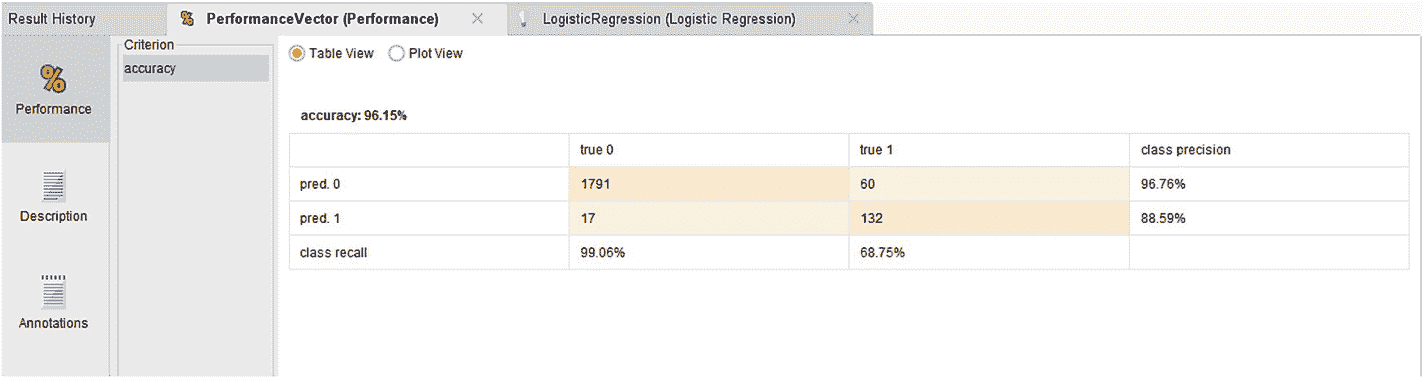 Result History
PerformanceVector (Performance)
LogisticRegression (Logistic Regression)
Performance
Description
Annotations
Criterion
accuracy
Table View Plot View
accuracy: 96.15%
true 0 true 1 class precision
pred. 0 1791 60 96.76%
pred. 1 17 132 88.59%
class recall 99.06% 68.75%